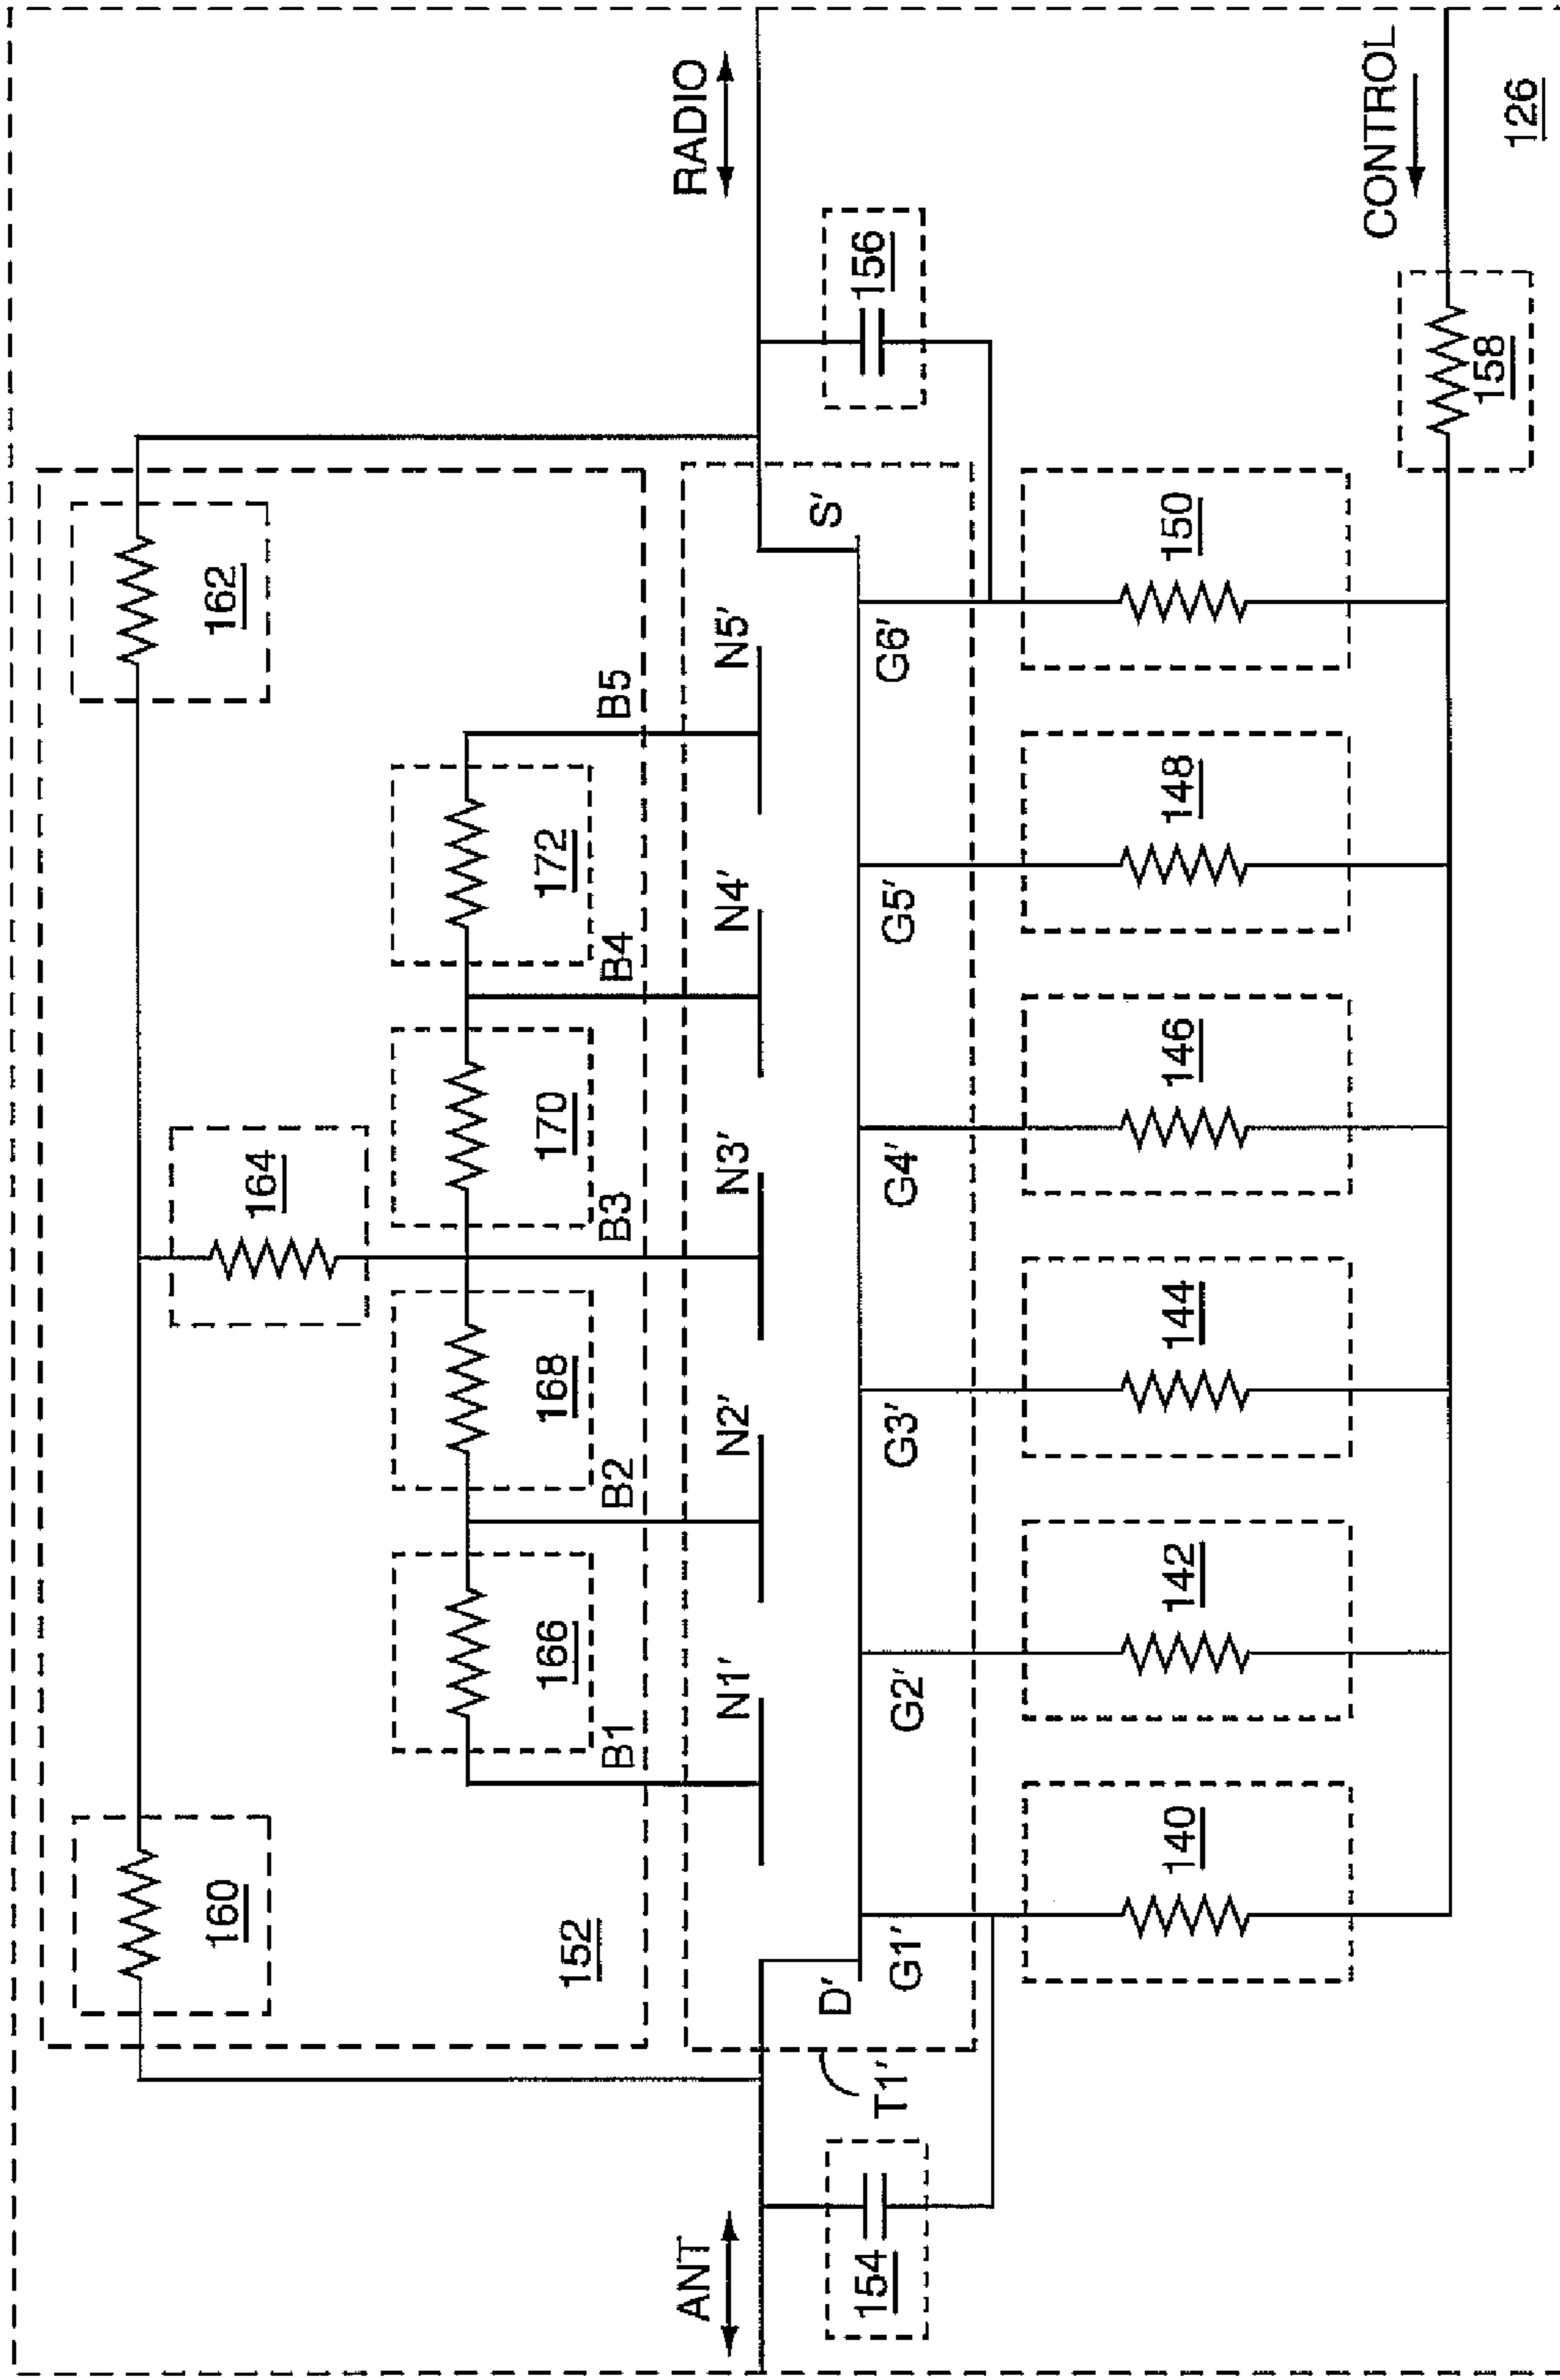 160
162
164
166
168
170
172
152
B1
B2
B3
B4
B5
ANT
N1'
N2'
N3'
N4'
N5'
RADIO
154
T1'
D'
S'
156
G1'
G2'
G3'
G4'
G5'
G6'
140
142
144
146
148
150
CONTROL
158
126